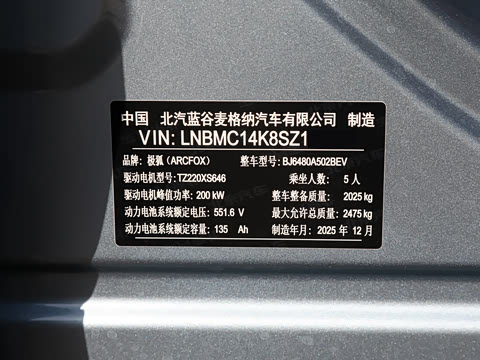 中国 北汽蓝谷麦格纳汽车有限公司 制造
VIN: LNBMC14K8SZ1
品牌: 极狐 (ARCFOX) 整车型号: BJ6480A502BEV
驱动电机型号: TZ220XS646 乘坐人数: 5 人
驱动电机峰值功率: 200 kW 整车整备质量: 2025 kg
动力电池系统额定电压: 551.6 V 最大允许总质量: 2475 kg
动力电池系统额定容量: 135 Ah 制造年月: 2025 年 12 月